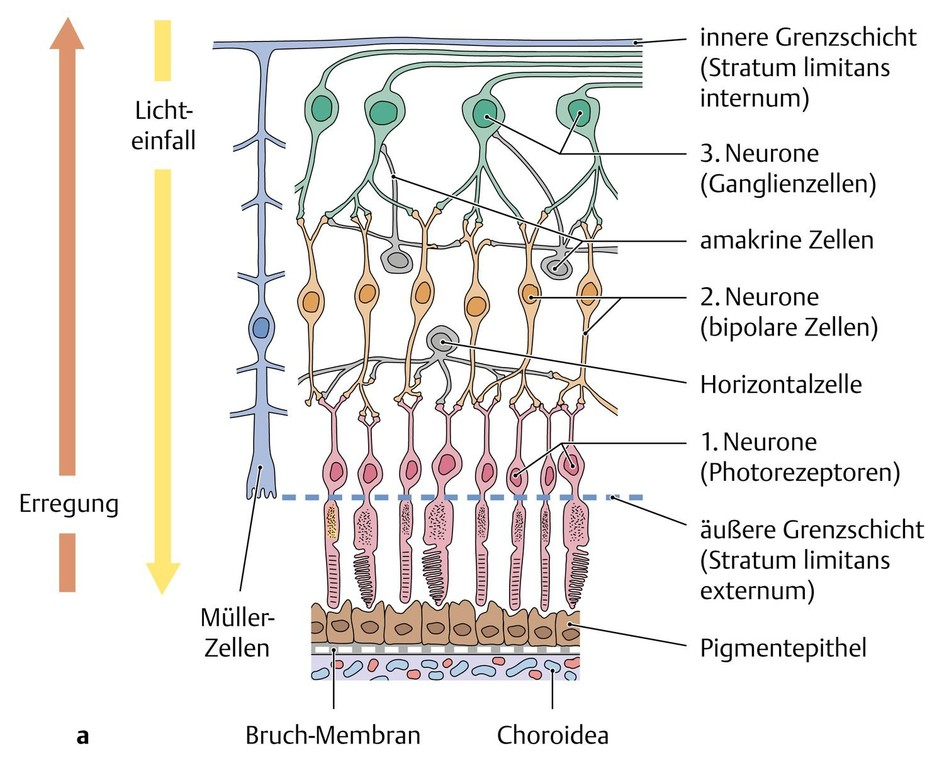 innere Grenzschicht
(Stratum limitans
internum)
Licht-
einfall
3. Neurone
(Ganglienzellen)
amakrine Zellen
2. Neurone
(bipolare Zellen)
Horizontalzelle
1. Neurone
(Photorezeptoren)
Erregung
äußere Grenzschicht
(Stratum limitans
externum)
Müller-
Zellen
Pigmentepithel
a
Bruch-Membran
Choroidea